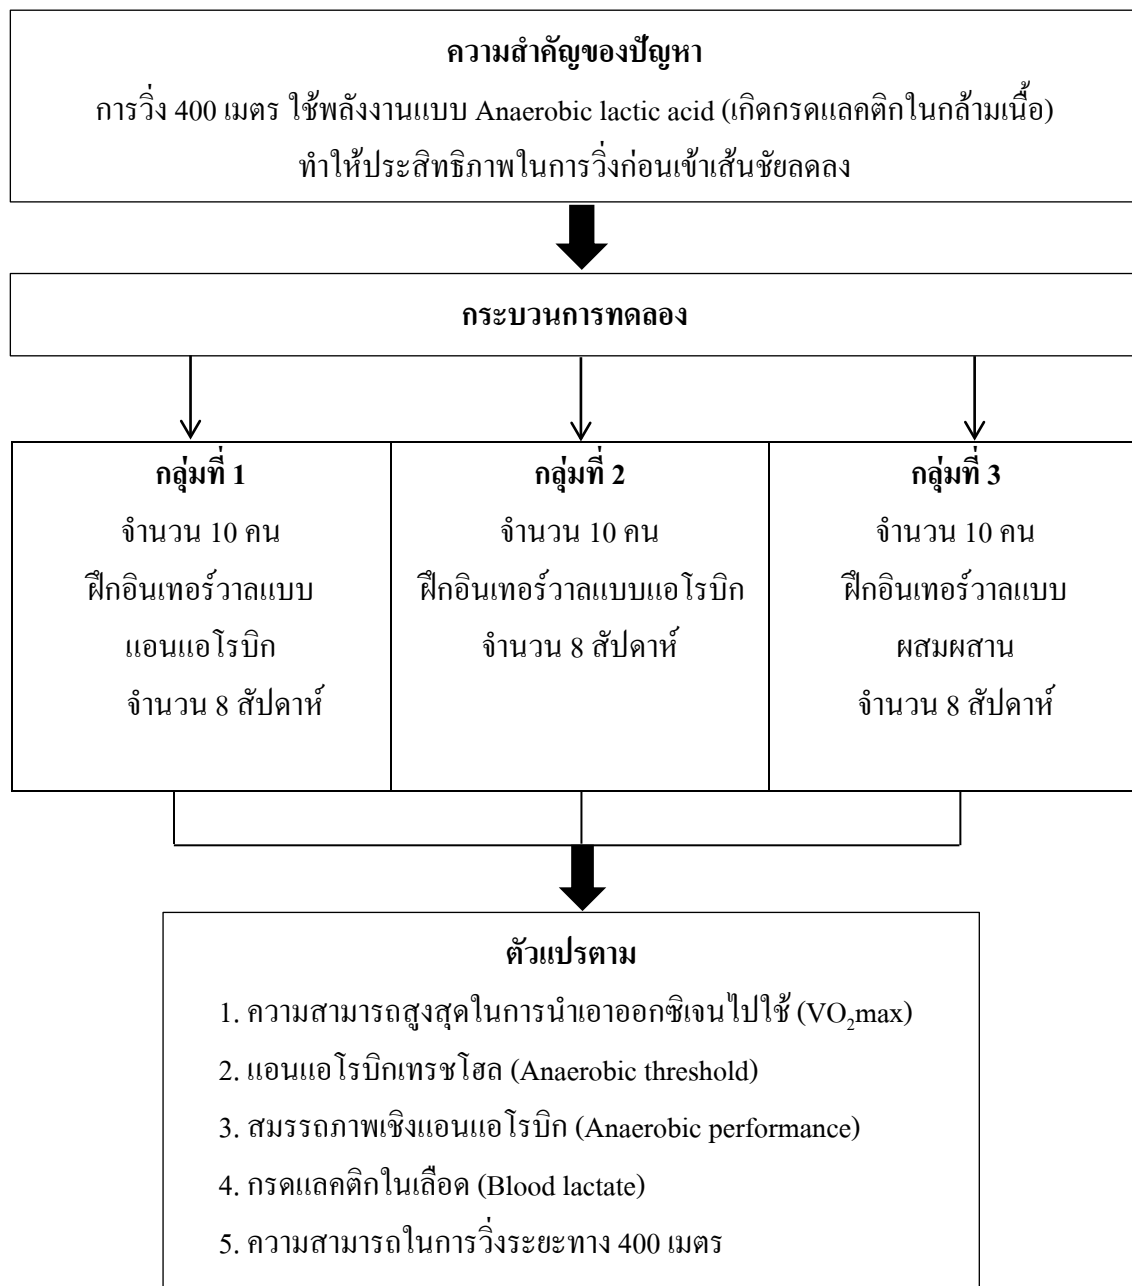 ความสำคัญของปัญหา
การวิ่ง 400 เมตร ใช้พลังงานแบบ Anaerobic lactic acid (เกิดกรดแลคติกในกล้ามเนื้อ)
ทำให้ประสิทธิภาพในการวิ่งก่อนเข้าเส้นชัยลดลง
กระบวนการทดลอง
กลุ่มที่ 1
จำนวน 10 คน
ฝึกอินเทอร์วาลแบบ
แอนแอโรบิก
จำนวน 8 สัปดาห์
กลุ่มที่ 2
จำนวน 10 คน
ฝึกอินเทอร์วาลแบบแอโรบิก
จำนวน 8 สัปดาห์
กลุ่มที่ 3
จำนวน 10 คน
ฝึกอินเทอร์วาลแบบ
ผสมผสาน
จำนวน 8 สัปดาห์
ตัวแปรตาม
1. ความสามารถสูงสุดในการนำเอาออกซิเจนไปใช้ (VO₂max)
2. แอนแอโรบิกเทรชโฮล (Anaerobic threshold)
3. สมรรถภาพเชิงแอนแอโรบิก (Anaerobic performance)
4. กรดแลคติกในเลือด (Blood lactate)
5. ความสามารถในการวิ่งระยะทาง 400 เมตร